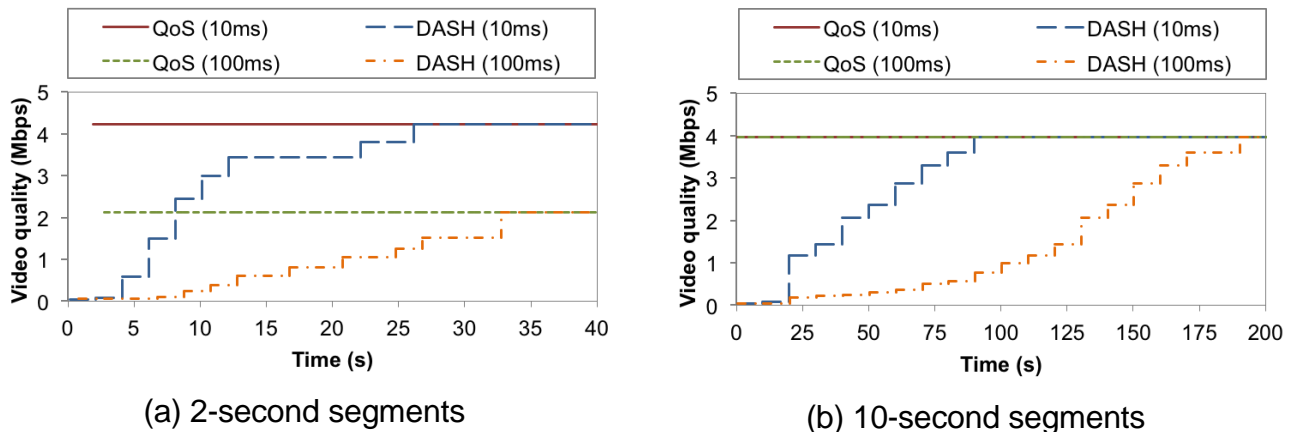 QoS (10ms) DASH (10ms)
QoS (100ms) DASH (100ms)
Video quality (Mbps)
5
4
3
2
1
0
0 5 10 15 20 25 30 35 40
Time (s)
(a) 2-second segments
QoS (10ms) DASH (10ms)
QoS (100ms) DASH (100ms)
Video quality (Mbps)
5
4
3
2
1
0
0 25 50 75 100 125 150 175 200
Time (s)
(b) 10-second segments